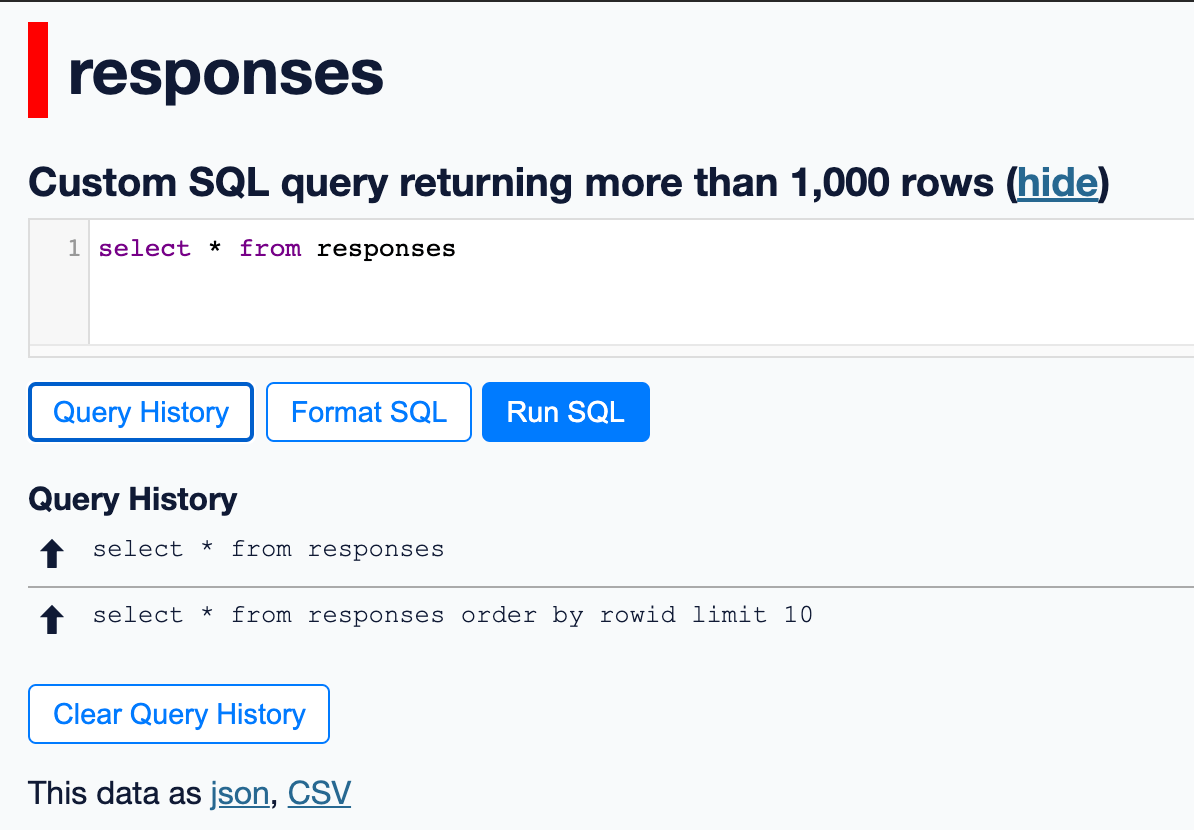 responses
Custom SQL query returning more than 1,000 rows (hide)
1 select * from responses
Query History Format SQL Run SQL
Query History
select * from responses
select * from responses order by rowid limit 10
Clear Query History
This data as json, CSV